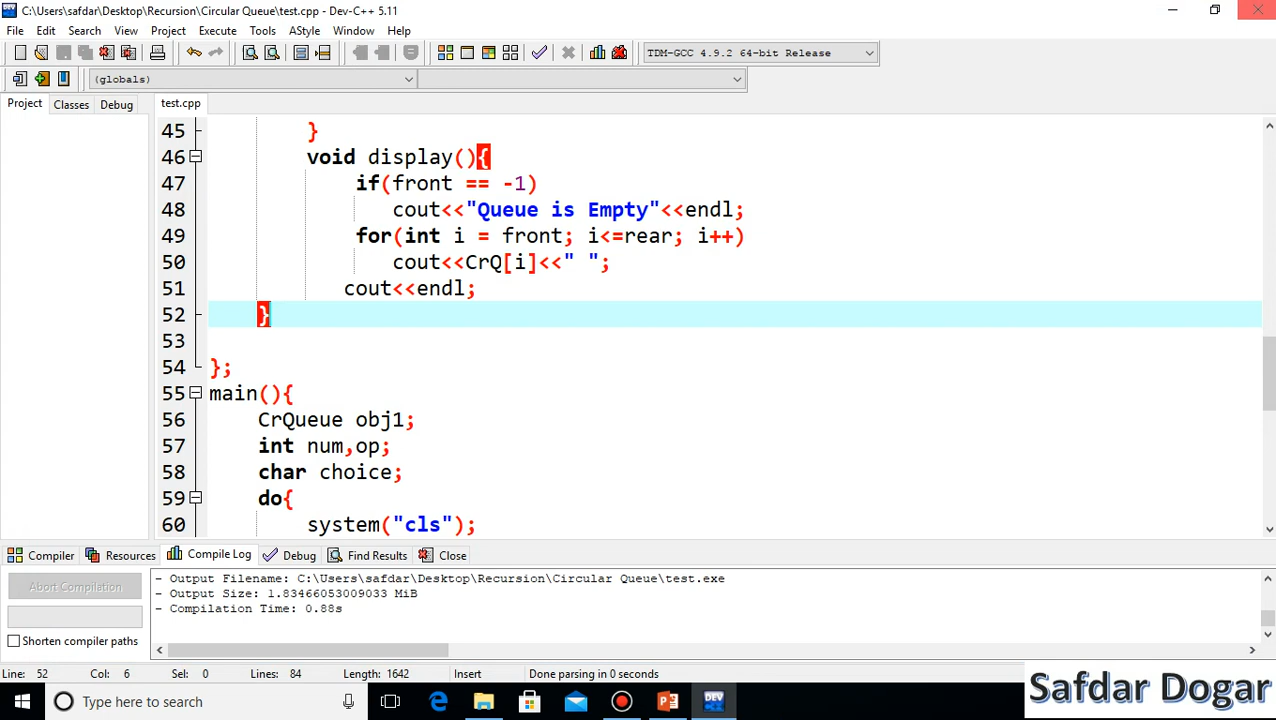 C:\Users\safdar\Desktop\Recursion\Circular Queue\test.cpp - Dev-C++ 5.11
File Edit Search View Project Execute Tools AStyle Window Help
TDM-GCC 4.9.2 64-bit Release
(globals)
Project Classes Debug test.cpp
45 }
46 void display(){
47 if(front == -1)
48 cout<<"Queue is Empty"<<endl;
49 for(int i = front; i<=rear; i++)
50 cout<<CrQ[i]<<" ";
51 cout<<endl;
52 }
53
54 };
55 main(){
56 CrQueue obj1;
57 int num,op;
58 char choice;
59 do{
60 system("cls");
Compiler Resources Compile Log Debug Find Results Close
Abort Compilation
Shorten compiler paths
- Output Filename: C:\Users\safdar\Desktop\Recursion\Circular Queue\test.exe
- Output Size: 1.83466053009033 MiB
- Compilation Time: 0.88s
Line: 52 Col: 6 Sel: 0 Lines: 84 Length: 1642 Insert Done parsing in 0 seconds
Type here to search
DEV
Safdar Dogar